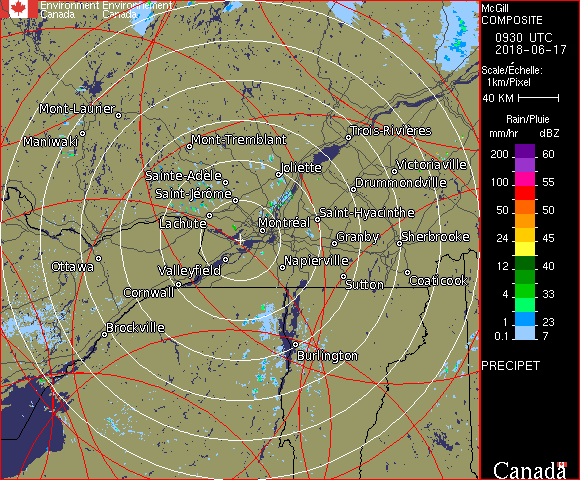 Environment Environnement
Canada Canada
McGill
COMPOSITE
0930 UTC
2018-06-17
Scale/Échelle:
1km/Pixel
40 KM
Rain/Pluie
mm/hr dBZ
200 60
100 55
50 50
24 45
12 40
4 33
1 23
0.1 7
PRECIPET
Canada
Mont-Laurier
Maniwaki
Mont-Tremblant
Trois-Rivières
Joliette
Victoriaville
Sainte-Adèle
Drummondville
Saint-Jérôme
Lachute
Montréal
Saint-Hyacinthe
Granby
Sherbrooke
Ottawa
Valleyfield
Napierville
Cornwall
Sutton
Coaticook
Brockville
Burlington